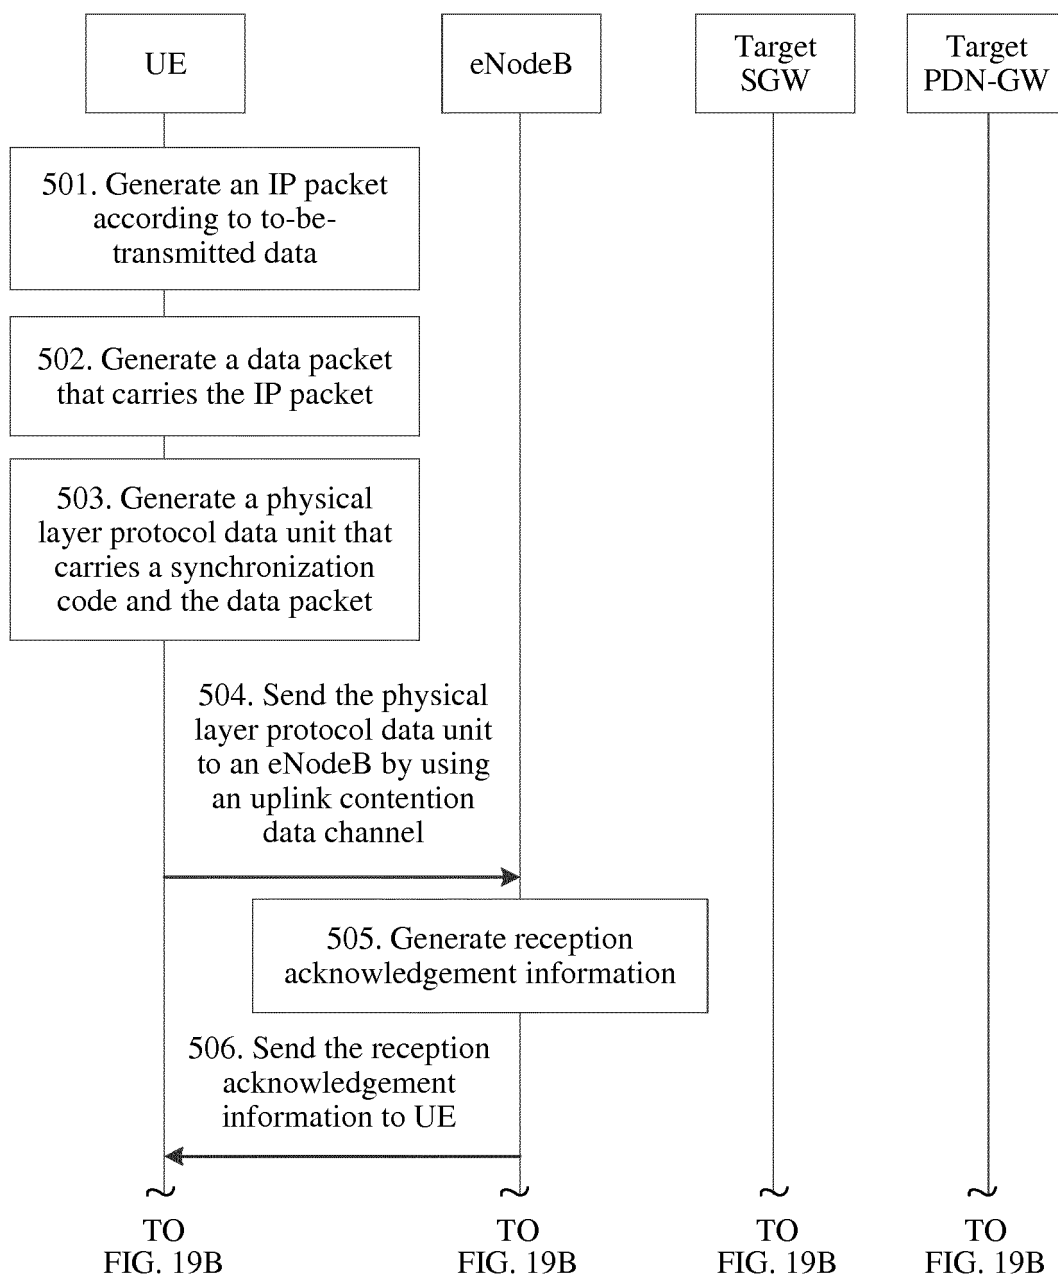 UE
eNodeB
Target
SGW
Target
PDN-GW
501. Generate an IP packet
according to to-be-
transmitted data
502. Generate a data packet
that carries the IP packet
503. Generate a physical
layer protocol data unit that
carries a synchronization
code and the data packet
504. Send the physical
layer protocol data unit
to an eNodeB by using
an uplink contention
data channel
505. Generate reception
acknowledgement information
506. Send the reception
acknowledgement
information to UE
TO
FIG. 19B
TO
FIG. 19B
TO
FIG. 19B
TO
FIG. 19B